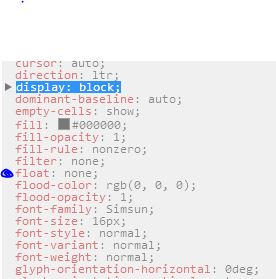 cursor: auto;
direction: ltr;
display: block;
dominant-baseline: auto;
empty-cells: show;
fill: #000000;
fill-opacity: 1;
fill-rule: nonzero;
filter: none;
float: none;
flood-color: rgb(0, 0, 0);
flood-opacity: 1;
font-family: Simsun;
font-size: 16px;
font-style: normal;
font-variant: normal;
font-weight: normal;
glyph-orientation-horizontal: 0deg;